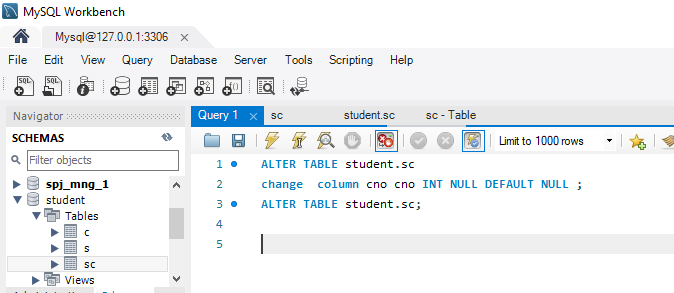 MySQL Workbench
Mysql@127.0.0.1:3306 ×
File Edit View Query Database Server Tools Scripting Help
Navigator
SCHEMAS
Filter objects
spj_mng_1
student
Tables
c
s
sc
Views
Query 1 × sc student.sc sc - Table
Limit to 1000 rows
1 ALTER TABLE student.sc
2 change column cno cno INT NULL DEFAULT NULL ;
3 ALTER TABLE student.sc;
4
5